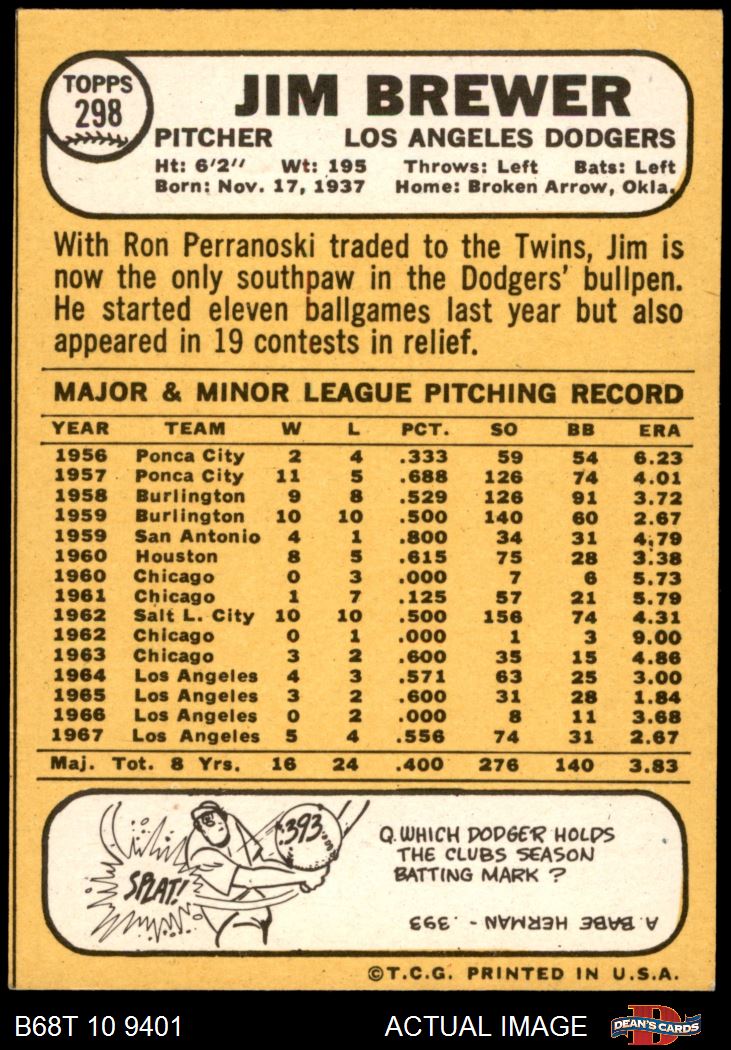 TOPPS
298
JIM BREWER
PITCHER LOS ANGELES DODGERS
Ht: 6'2" Wt: 195 Throws: Left Bats: Left
Born: Nov. 17, 1937 Home: Broken Arrow, Okla.
With Ron Perranoski traded to the Twins, Jim is
now the only southpaw in the Dodgers' bullpen.
He started eleven ballgames last year but also
appeared in 19 contests in relief.
MAJOR & MINOR LEAGUE PITCHING RECORD
YEAR TEAM W L PCT. SO BB ERA
1956 Ponca City 2 4 .333 59 54 6.23
1957 Ponca City 11 5 .688 126 74 4.01
1958 Burlington 9 8 .529 126 91 3.72
1959 Burlington 10 10 .500 140 60 2.67
1959 San Antonio 4 1 .800 34 31 4.79
1960 Houston 8 5 .615 75 28 3.38
1960 Chicago 0 3 .000 7 6 5.73
1961 Chicago 1 7 .125 57 21 5.79
1962 Salt L. City 10 10 .500 156 74 4.31
1962 Chicago 0 1 .000 1 3 9.00
1963 Chicago 3 2 .600 35 15 4.86
1964 Los Angeles 4 3 .571 63 25 3.00
1965 Los Angeles 3 2 .600 31 28 1.84
1966 Los Angeles 0 2 .000 8 11 3.68
1967 Los Angeles 5 4 .556 74 31 2.67
Maj. Tot. 8 Yrs. 16 24 .400 276 140 3.83
.393
SPLAT!
Q. WHICH DODGER HOLDS
THE CLUBS SEASON
BATTING MARK ?
A. BABE HERMAN - .393
©T.C.G. PRINTED IN U.S.A.
B68T 10 9401 ACTUAL IMAGE
D
DEAN'S CARDS